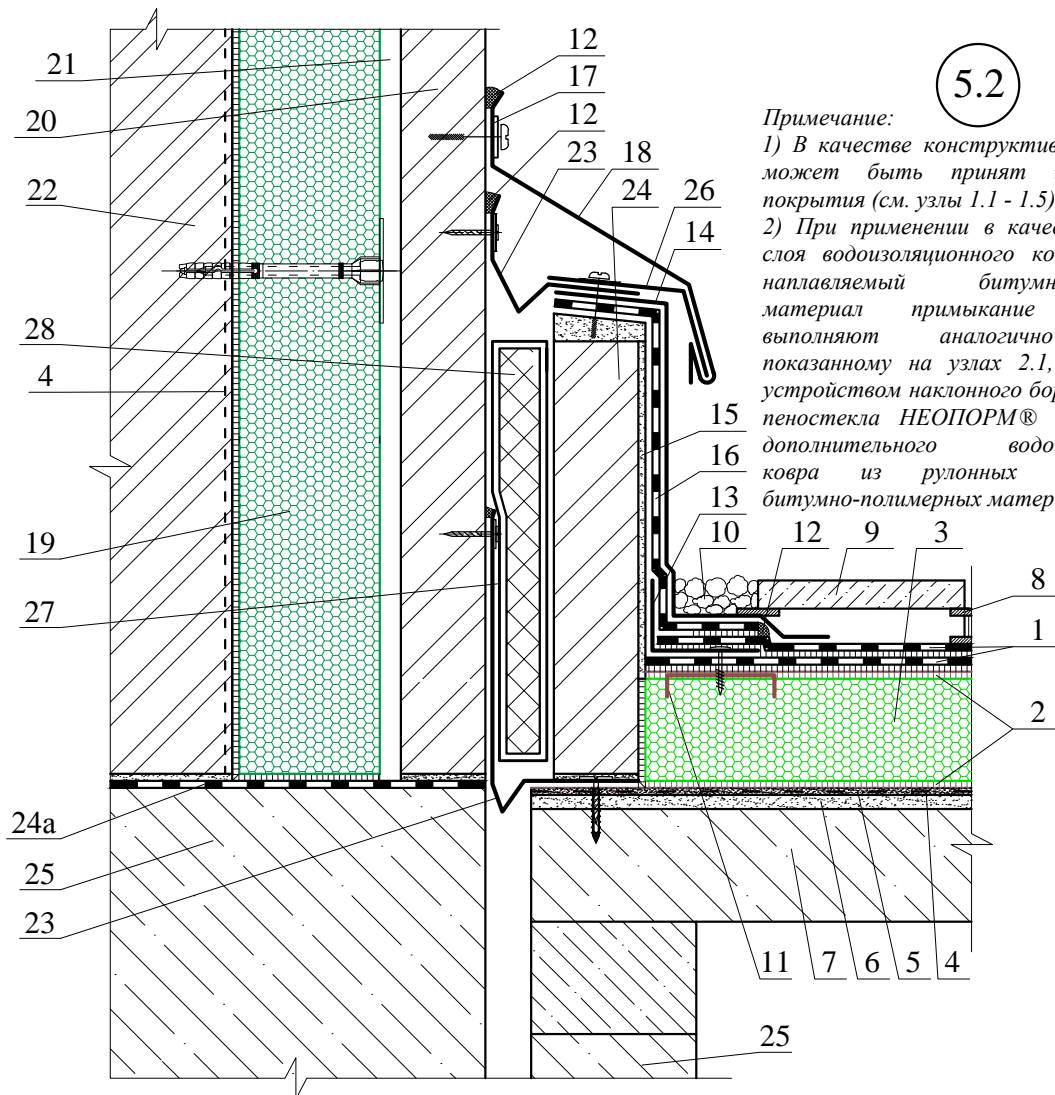 5.2
Примечание:
1) В качестве конструктив
может быть принят
покрытия (см. узлы 1.1 - 1.5)
2) При применении в качес
слоя водоизоляционного ко
наплавляемый битумн
материал примыкание
выполняют аналогично
показанному на узлах 2.1,
устройством наклонного бор
пеностекла НЕОПОРМ®
дополнительного водо
ковра из рулонных
битумно-полимерных матер
12
17
12
23
18
24
26
14
21
20
22
28
4
19
27
24а
25
23
15
16
13
10
12
9
3
8
1
2
11
7
6
5
4
25